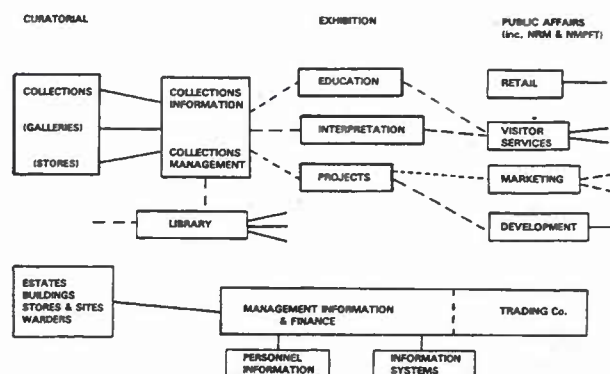 CURATORIAL
EXHIBITION
PUBLIC AFFAIRS
(inc, NRM & NMPFT)
COLLECTIONS
(GALLERIES)
(STORES)
COLLECTIONS
INFORMATION
COLLECTIONS
MANAGEMENT
EDUCATION
INTERPRETATION
PROJECTS
RETAIL
VISITOR
SERVICES
MARKETING
DEVELOPMENT
LIBRARY
ESTATES
BUILDINGS
STORES & SITES
WARDERS
MANAGEMENT INFORMATION
& FINANCE
TRADING Co.
PERSONNEL
INFORMATION
INFORMATION
SYSTEMS